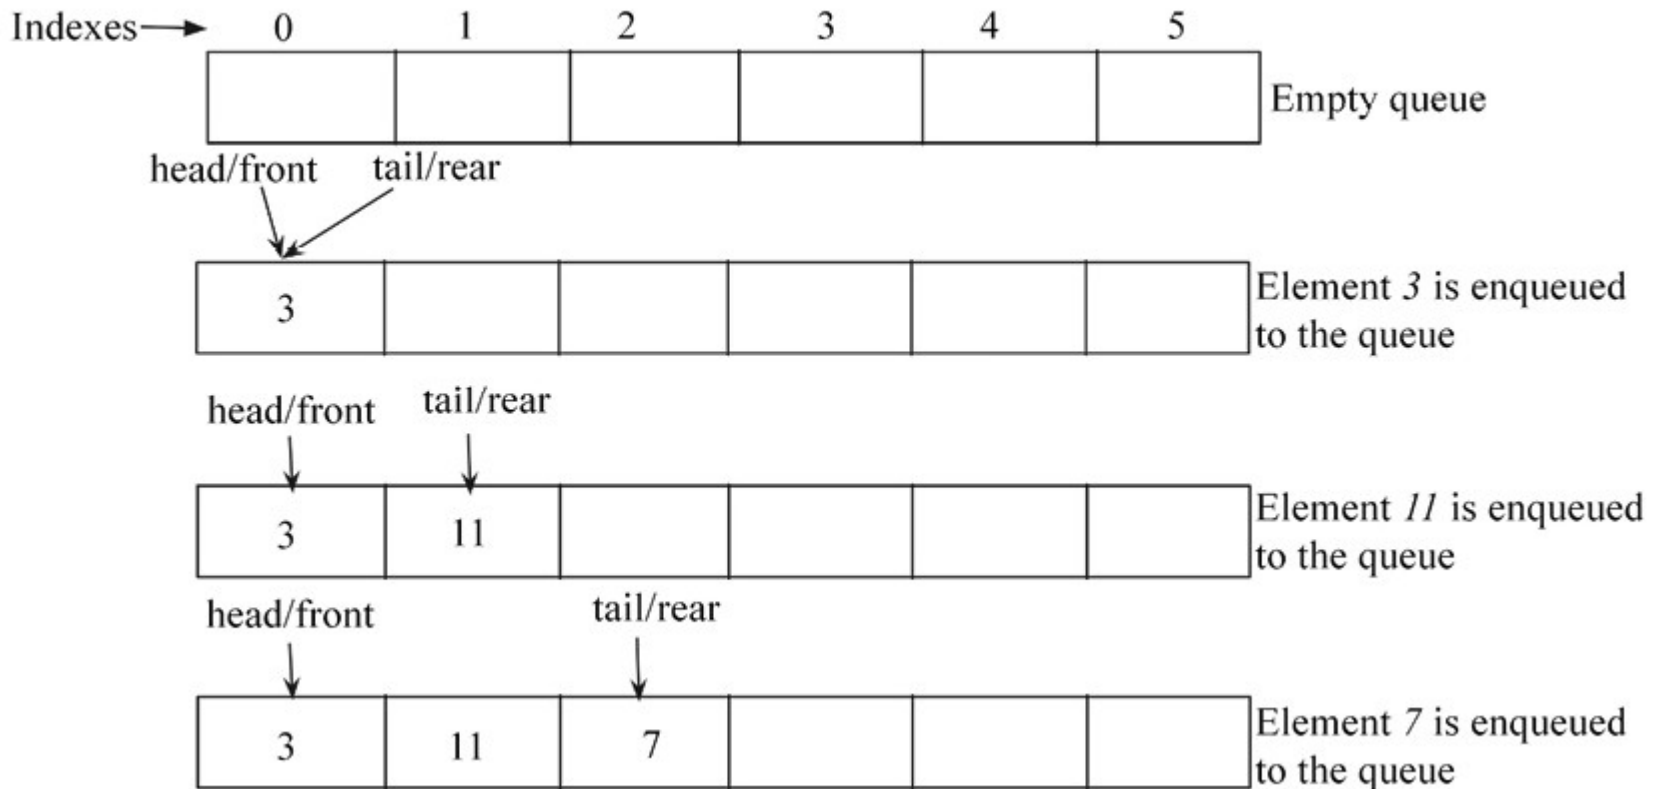 Indexes 0 1 2 3 4 5
Empty queue
head/front tail/rear
3
Element 3 is enqueued
to the queue
head/front tail/rear
3 11
Element 11 is enqueued
to the queue
head/front tail/rear
3 11 7
Element 7 is enqueued
to the queue